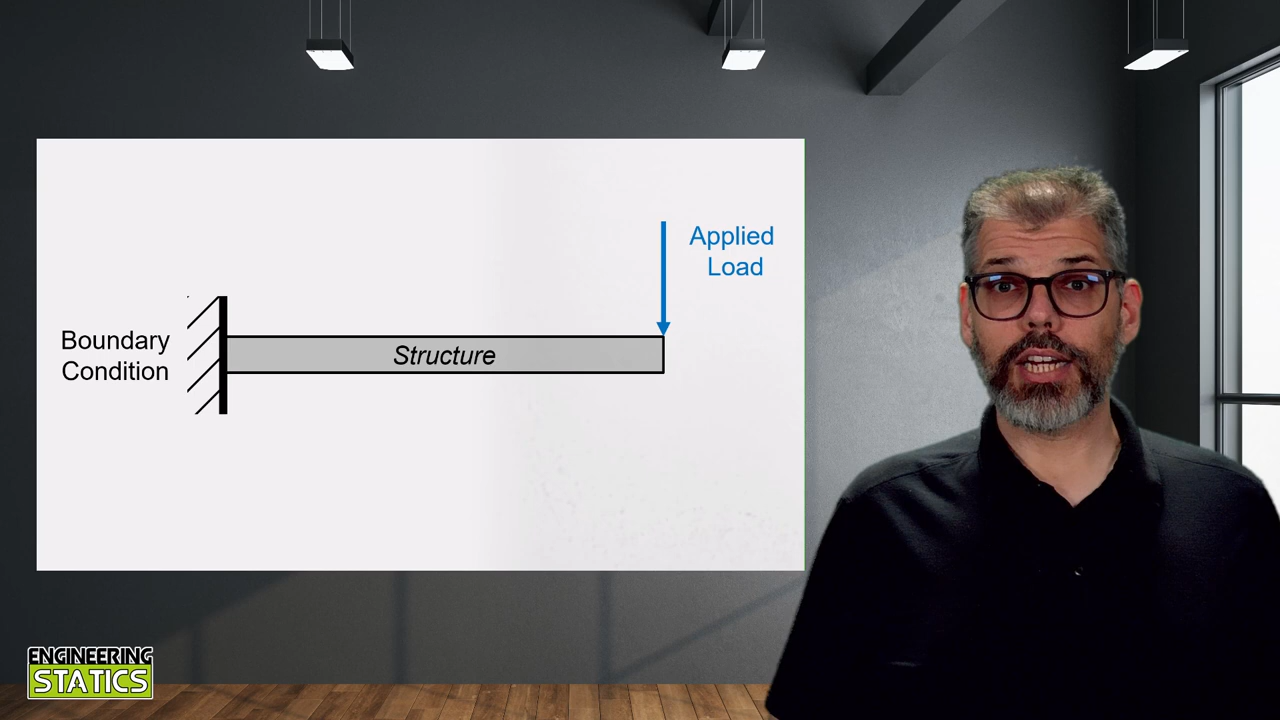 Applied
Load
Boundary
Condition
Structure
ENGINEERING
STATICS